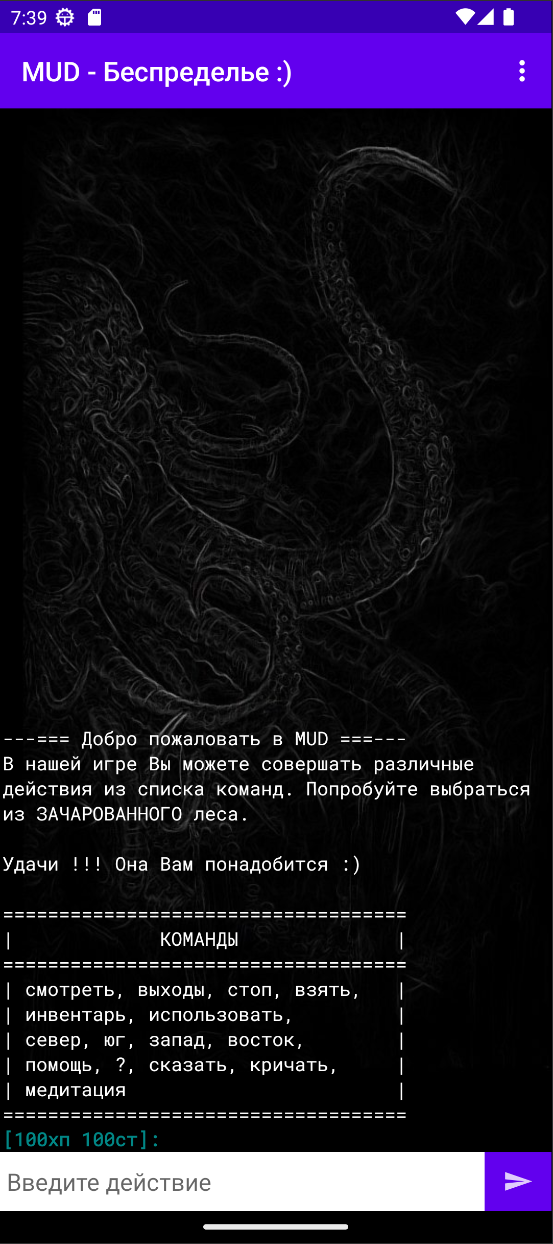 7:39
MUD - Беспределье :)
---=== Добро пожаловать в MUD ===---
В нашей игре Вы можете совершать различные
действия из списка команд. Попробуйте выбраться
из ЗАЧАРОВАННОГО леса.
Удачи !!! Она Вам понадобится :)
====================================
| КОМАНДЫ |
====================================
| смотреть, выходы, стоп, взять, |
| инвентарь, использовать, |
| север, юг, запад, восток, |
| помощь, ?, сказать, кричать, |
| медитация |
====================================
[100хп 100ст]:
Введите действие